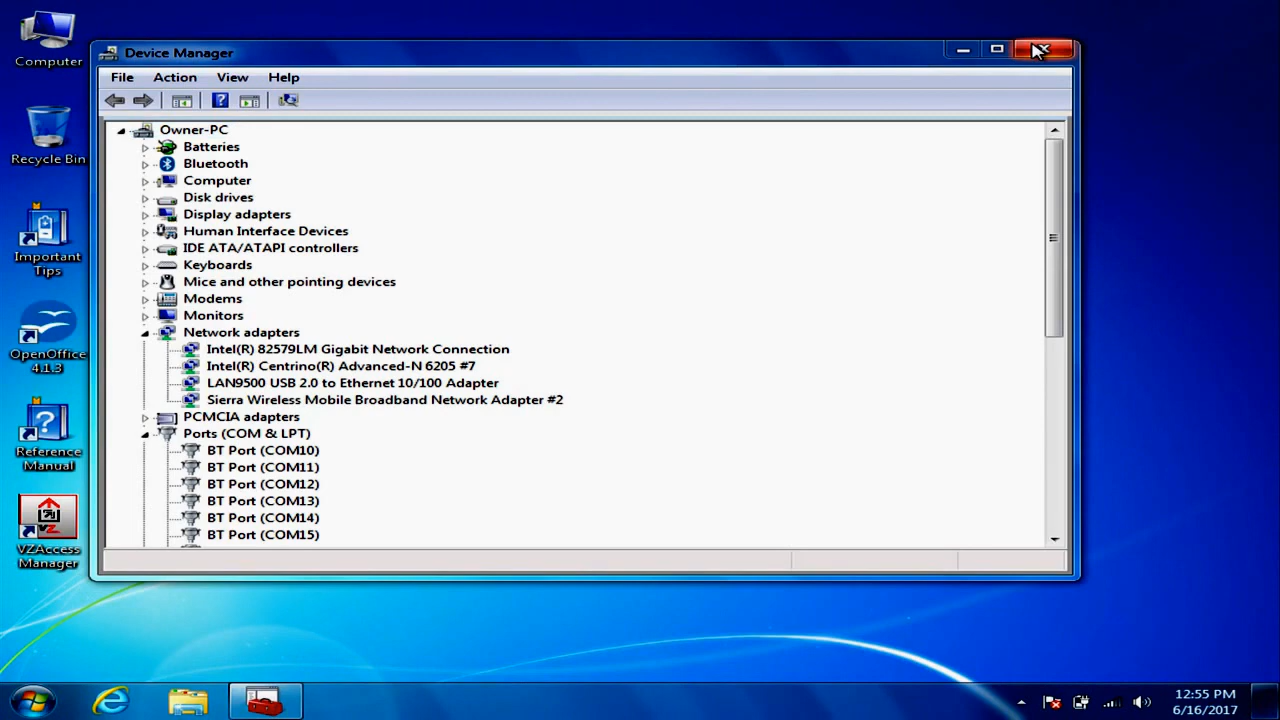 Computer
Recycle Bin
Important
Tips
OpenOffice
4.1.3
Reference
Manual
VZ
VZAccess
Manager
Device Manager
File Action View Help
Owner-PC
Batteries
Bluetooth
Computer
Disk drives
Display adapters
Human Interface Devices
IDE ATA/ATAPI controllers
Keyboards
Mice and other pointing devices
Modems
Monitors
Network adapters
Intel(R) 82579LM Gigabit Network Connection
Intel(R) Centrino(R) Advanced-N 6205 #7
LAN9500 USB 2.0 to Ethernet 10/100 Adapter
Sierra Wireless Mobile Broadband Network Adapter #2
PCMCIA adapters
Ports (COM & LPT)
BT Port (COM10)
BT Port (COM11)
BT Port (COM12)
BT Port (COM13)
BT Port (COM14)
BT Port (COM15)
12:55 PM
6/16/2017